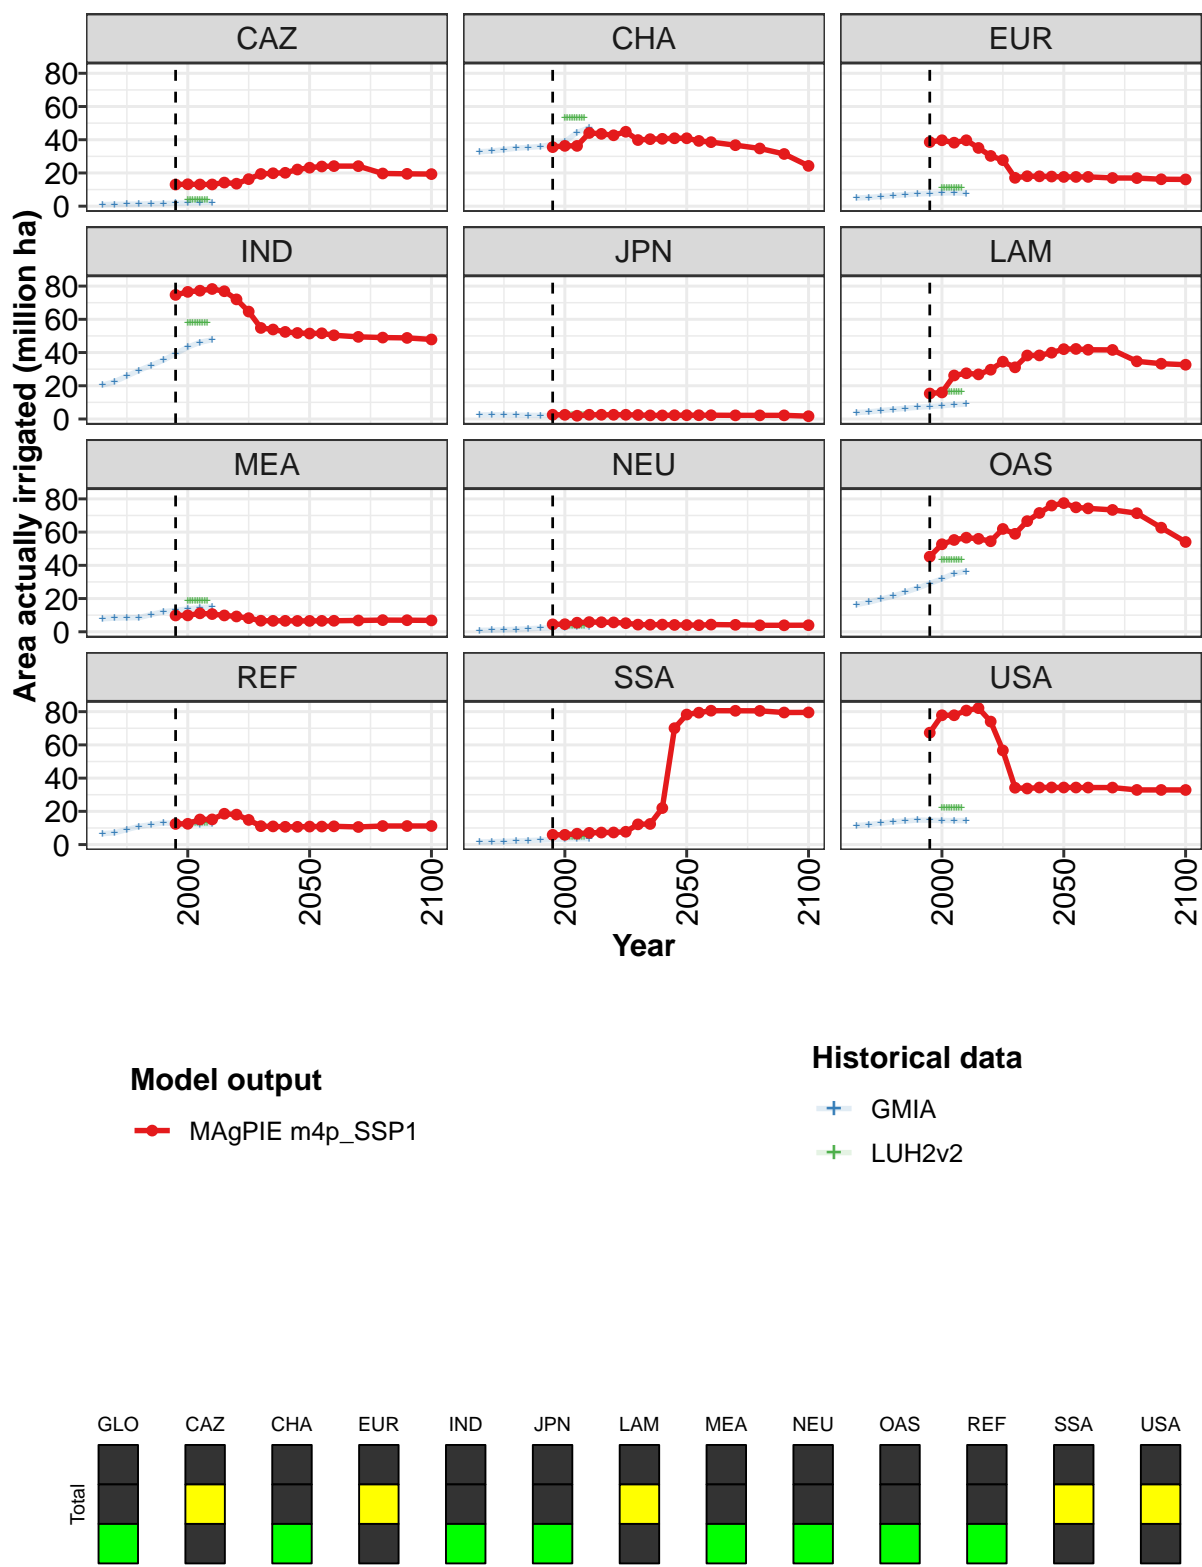 CAZ CHA EUR
80
60
40
20
0
IND JPN LAM
80
60
40
20
0
MEA NEU OAS
80
60
40
20
0
REF SSA USA
80
60
40
20
0
Area actually irrigated (million ha)
2000 2050 2100 2000 2050 2100 2000 2050 2100
Year
Model output
MAgPIE m4p_SSP1
Historical data
GMIA
LUH2v2
GLO CAZ CHA EUR IND JPN LAM MEA NEU OAS REF SSA USA
Total